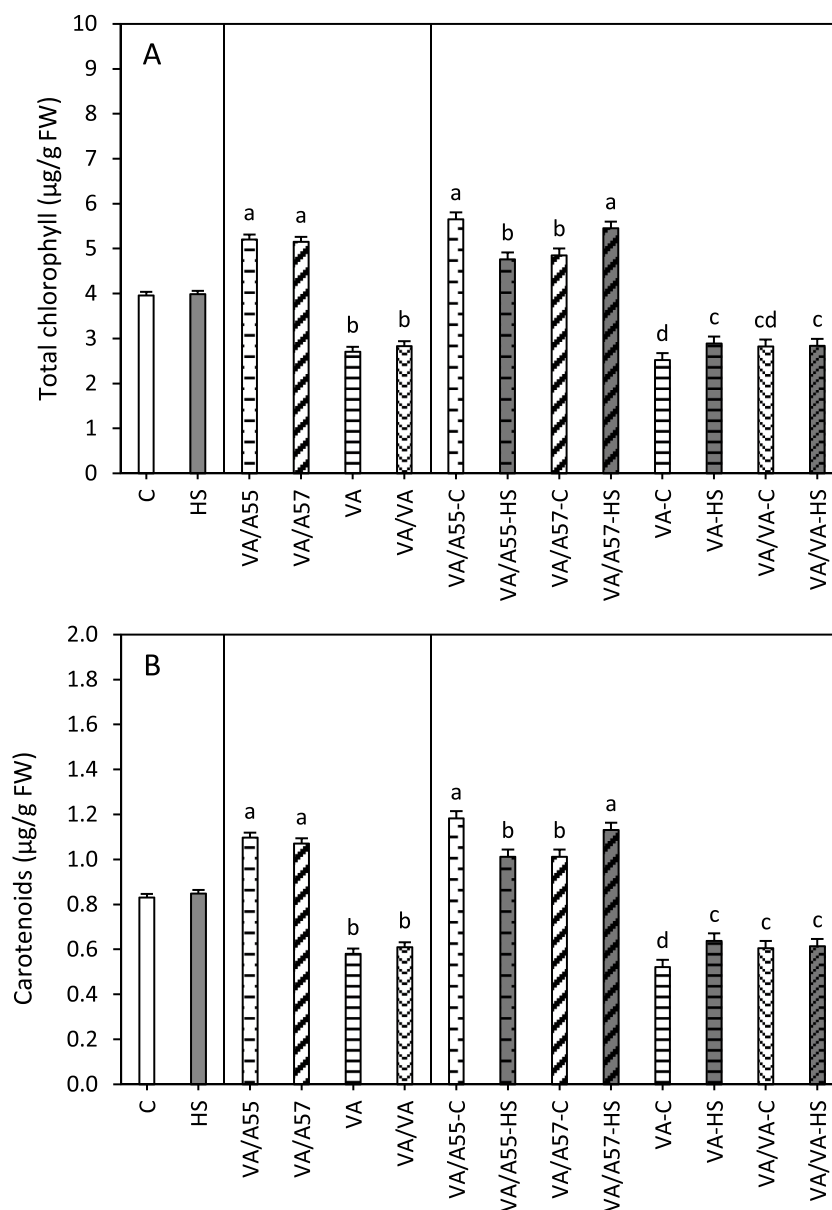 A
Total chlorophyll (µg/g FW)
10
9
8
7
6
5
4
3
2
1
0
a
a
b
b
a
b
b
a
d
c
cd
c
C
HS
VA/A55
VA/A57
VA
VA/VA
VA/A55-C
VA/A55-HS
VA/A57-C
VA/A57-HS
VA-C
VA-HS
VA/VA-C
VA/VA-HS
B
Carotenoids (µg/g FW)
2.0
1.8
1.6
1.4
1.2
1.0
0.8
0.6
0.4
0.2
0.0
a
a
b
b
a
b
b
a
d
c
c
c
C
HS
VA/A55
VA/A57
VA
VA/VA
VA/A55-C
VA/A55-HS
VA/A57-C
VA/A57-HS
VA-C
VA-HS
VA/VA-C
VA/VA-HS